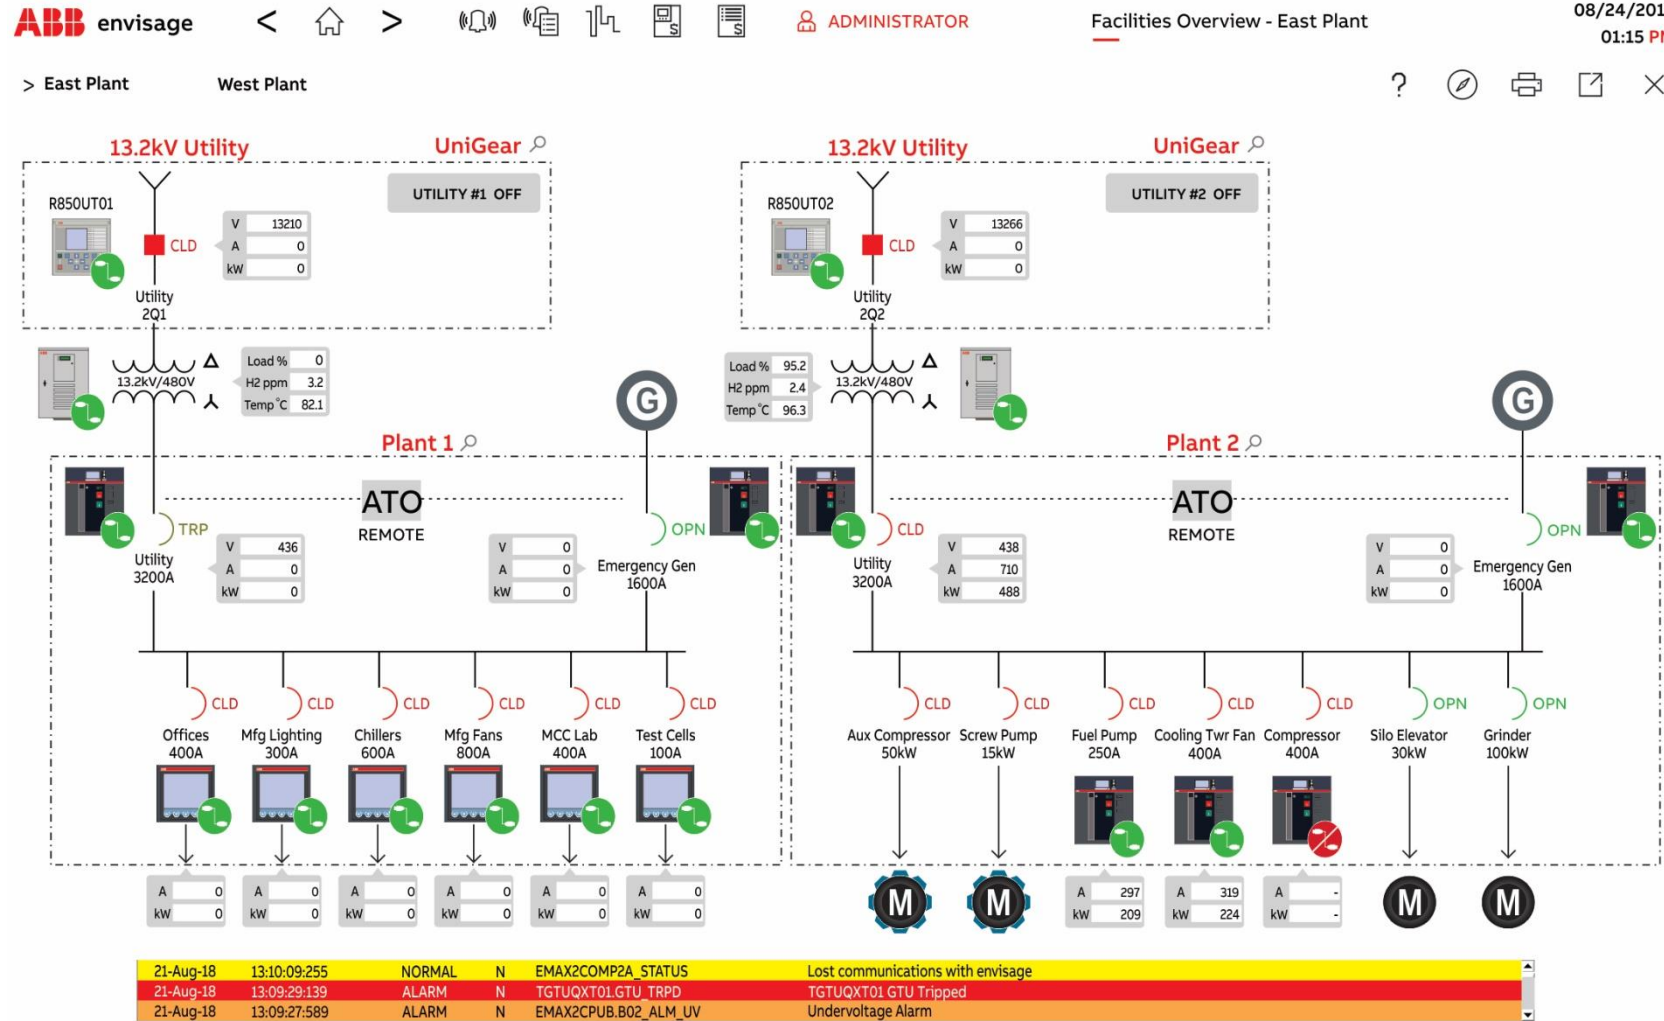 ABB envisage < > ADMINISTRATOR Facilities Overview - East Plant 08/24/201
01:15 PM
> East Plant West Plant ?
13.2kV Utility UniGear 13.2kV Utility UniGear
UTILITY #1 OFF UTILITY #2 OFF
R850UT01 R850UT02
V 13210 V 13266
CLD A 0 CLD A 0
kW 0 kW 0
Utility Utility
2Q1 2Q2
Load % 0 Load % 95.2
13.2kV/480V H2 ppm 3.2 H2 ppm 2.4 13.2kV/480V
Temp °C 82.1 Temp °C 96.3
G G
Plant 1 Plant 2
ATO ATO
REMOTE REMOTE
TRP OPN CLD OPN
Utility Emergency Gen Utility Emergency Gen
3200A 1600A 3200A 1600A
V 436 V 0 V 438 V 0
A 0 A 0 A 710 A 0
kW 0 kW 0 kW 488 kW 0
CLD CLD CLD CLD CLD CLD CLD CLD CLD CLD CLD OPN OPN
Offices Mfg Lighting Chillers Mfg Fans MCC Lab Test Cells Aux Compressor Screw Pump Fuel Pump Cooling Twr Fan Compressor Silo Elevator Grinder
400A 300A 600A 800A 400A 100A 50kW 15kW 250A 400A 400A 30kW 100kW
A 0 A 0 A 0 A 0 A 0 A 0 M M A 297 A 319 A - M M
kW 0 kW 0 kW 0 kW 0 kW 0 kW 0 kW 209 kW 224 kW -
21-Aug-18 13:10:09:255 NORMAL N EMAX2COMP2A_STATUS Lost communications with envisage
21-Aug-18 13:09:29:139 ALARM N TGTUQXT01.GTU_TRPD TGTUQXT01 GTU Tripped
21-Aug-18 13:09:27:589 ALARM N EMAX2CPUB.B02_ALM_UV Undervoltage Alarm